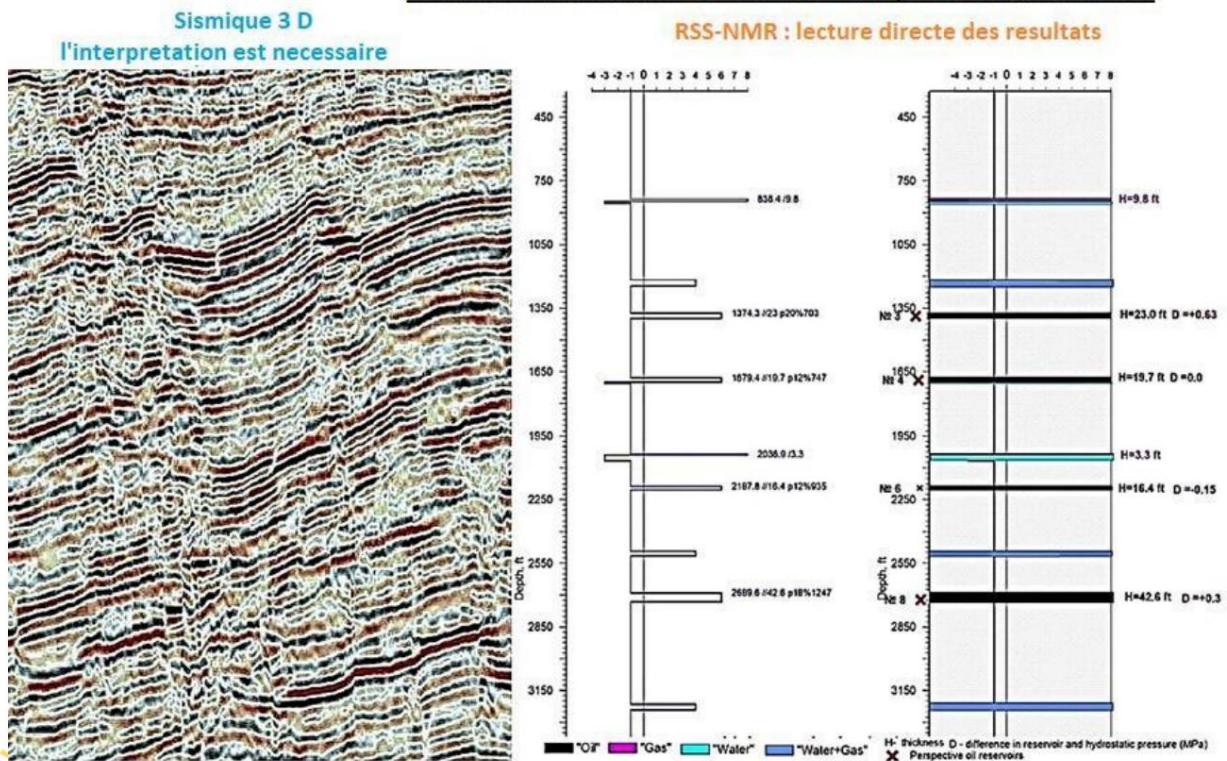 Sismique 3 D
l'interpretation est necessaire
RSS-NMR : lecture directe des resultats
-4 -3 -2 -1 0 1 2 3 4 5 6 7 8
450
750
1050
1350
1650
1950
2250
2550
2850
3150
Depth, ft
838.4 /9.8
1374.3 //23 p20%703
1679.4 //19.7 p12%747
2036.0 /3.3
2187.8 //16.4 p12%935
2689.6 //42.6 p18%1247
-4 -3 -2 -1 0 1 2 3 4 5 6 7 8
450
750
1050
1350
1650
1950
2250
2550
2850
3150
Depth, ft
№ 3
№ 4
№ 6
№ 8
H=9.8 ft
H=23.0 ft D =+0.63
H=19.7 ft D =0.0
H=3.3 ft
H=16.4 ft D =-0.15
H=42.6 ft D =+0.3
"Oil" "Gas" "Water" "Water+Gas"
H- thickness D - difference in reservoir and hydrostatic pressure (MPa)
Perspective oil reservoirs